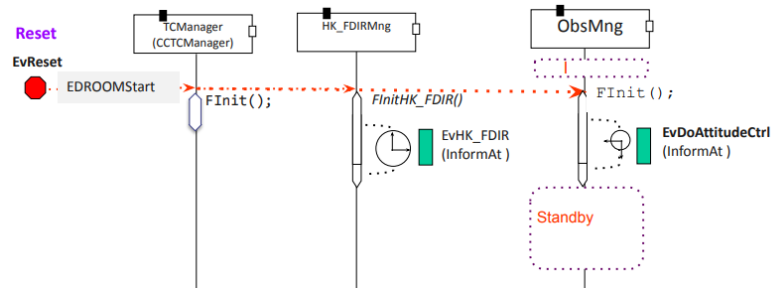 Reset
EvReset
EDROOMStart
TCManager
(CCTCManager)
FInit();
HK_FDIRMng
FInitHK_FDIR()
EvHK_FDIR
(InformAt )
ObsMng
I
FInit();
EvDoAttitudeCtrl
(InformAt )
Standby